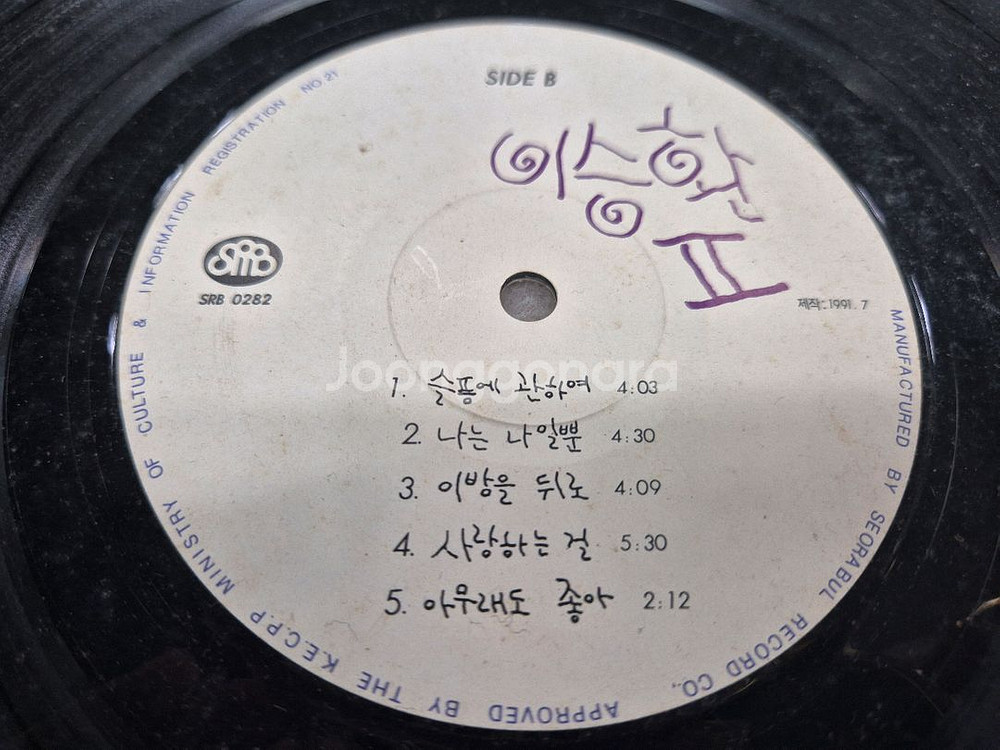 SIDE B
이승환
II
SRB
SRB 0282
제작:1991.7
1. 슬픔에 관하여 4:03
2. 나는 나일뿐 4:30
3. 이밤을 뒤로 4:09
4. 사랑하는 걸 5:30
5. 아무래도 좋아 2:12
MANUFACTURED BY SEORABUL RECORD CO.,
APPROVED BY THE K.E.C.P.P MINISTRY OF CULTURE & INFORMATION REGISTRATION NO.21
Joonggonara